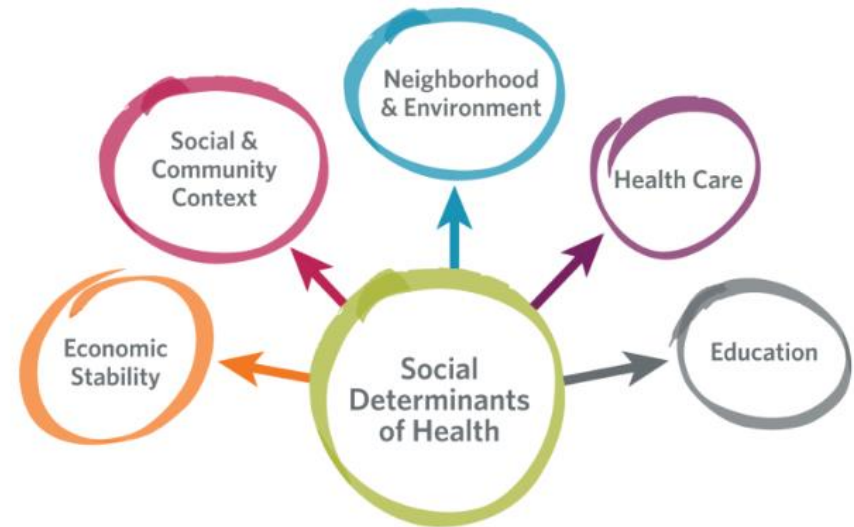 Neighborhood
& Environment
Social &
Community
Context
Health Care
Economic
Stability
Social
Determinants
of Health
Education